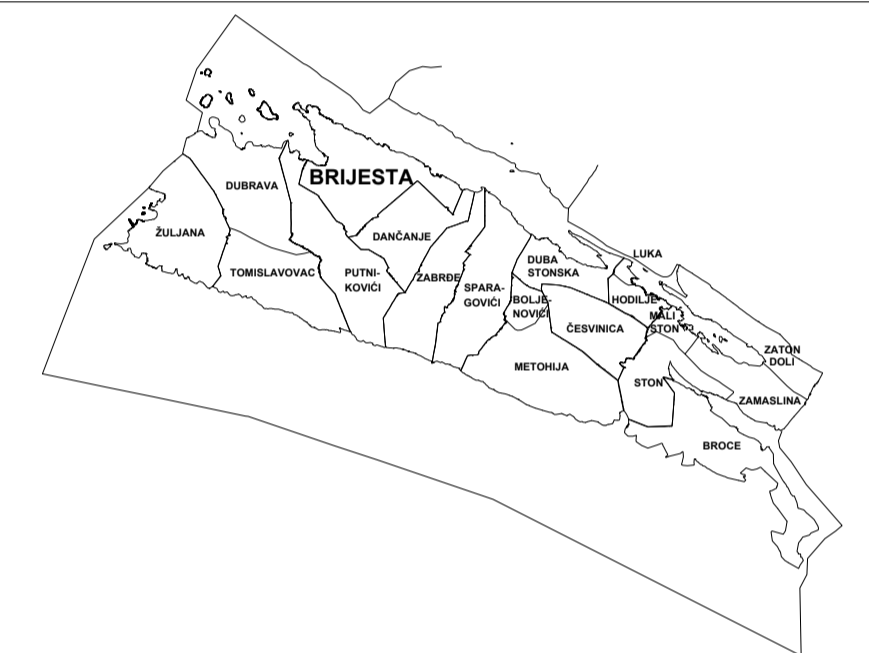 BRIJESTA
DUBRAVA
ŽULJANA
DANČANJE
TOMISLAVOVAC
PUTNI-
KOVIĆI
ZABRĐE
SPARA-
GOVIĆI
DUBA
STONSKA
LUKA
BOLJE-
NOVIĆI
HODILJE
MALI
STON
ČESVINICA
ZATON
DOLI
METOHIJA
STON
ZAMASLINA
BROCE